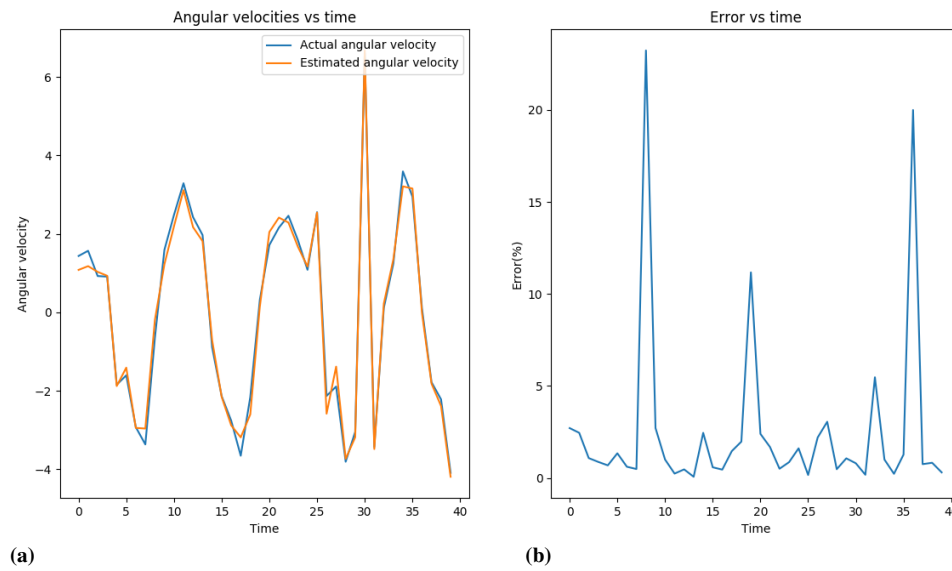 Angular velocities vs time
Actual angular velocity
Estimated angular velocity
Angular velocity
6
4
2
0
−2
−4
0 5 10 15 20 25 30 35 40
Time
(a)
Error vs time
Error(%)
20
15
10
5
0
0 5 10 15 20 25 30 35 40
Time
(b)